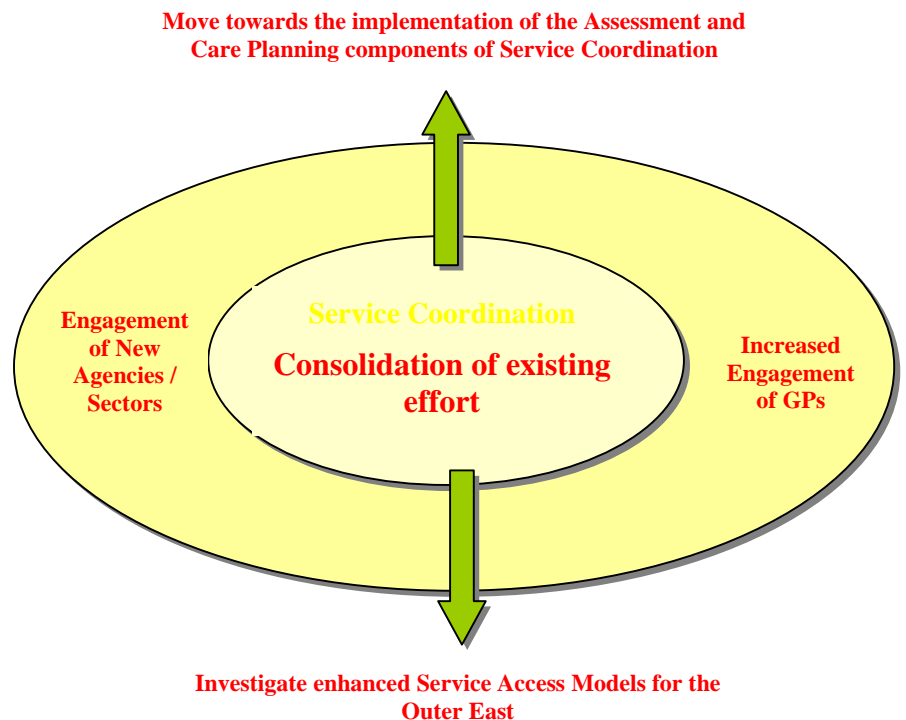 Move towards the implementation of the Assessment and
Care Planning components of Service Coordination
Service Coordination
Consolidation of existing
effort
Engagement
of New
Agencies /
Sectors
Increased
Engagement
of GPs
Investigate enhanced Service Access Models for the
Outer East